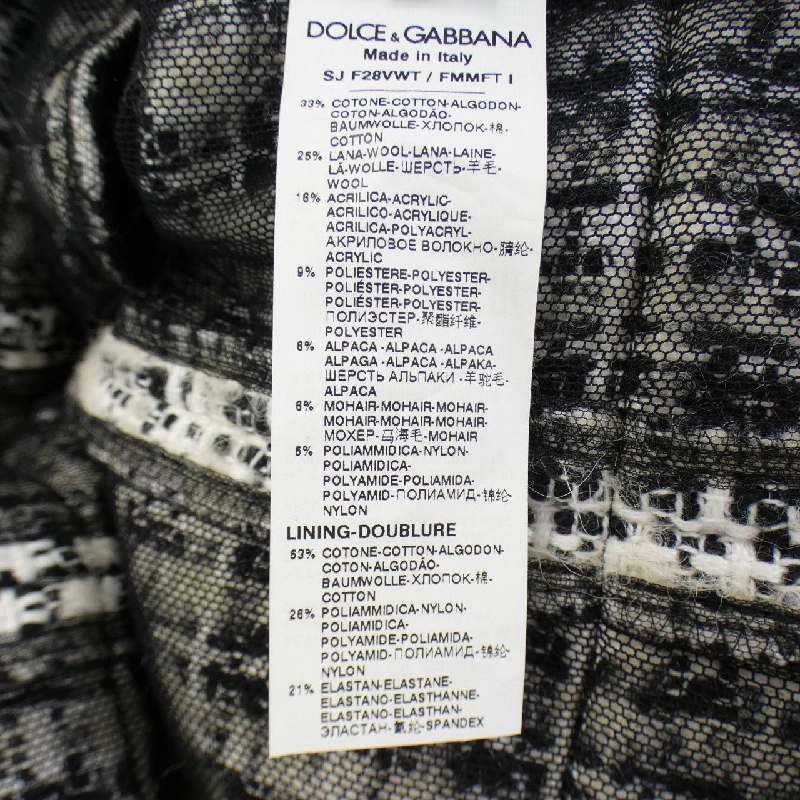 DOLCE & GABBANA
Made in Italy
SJ F28VWT / FMMFT I
33% COTONE-COTTON-ALGODON-
COTON-ALGODÃO-
BAUMWOLLE-ХЛОПОК-棉-
COTTON
25% LANA-WOOL-LANA-LAINE-
LÃ-WOLLE-ШЕРСТЬ-羊毛-
WOOL
16% ACRILICA-ACRYLIC-
ACRILICO-ACRYLIQUE-
ACRILICA-POLYACRYL-
АКРИЛОВОЕ ВОЛОКНО-腈纶-
ACRYLIC
9% POLIESTERE-POLYESTER-
POLIÉSTER-POLYESTER-
POLIÉSTER-POLYESTER-
ПОЛИЭСТЕР-聚酯纤维-
POLYESTER
6% ALPACA -ALPACA -ALPACA
ALPAGA -ALPACA -ALPAKA-
ШЕРСТЬ АЛЬПАКИ -羊驼毛-
ALPACA
6% MOHAIR-MOHAIR-MOHAIR-
MOHAIR-MOHAIR-MOHAIR-
МОХЕР-马海毛-MOHAIR
5% POLIAMMIDICA-NYLON-
POLIAMIDICA-
POLYAMIDE-POLIAMIDA-
POLYAMID-ПОЛИАМИД-锦纶-
NYLON
LINING-DOUBLURE
53% COTONE-COTTON-ALGODON-
COTON-ALGODÃO-
BAUMWOLLE-ХЛОПОК-棉-
COTTON
26% POLIAMMIDICA-NYLON-
POLIAMIDICA-
POLYAMIDE-POLIAMIDA-
POLYAMID-ПОЛИАМИД-锦纶-
NYLON
21% ELASTAN-ELASTANE-
ELASTANO-ELASTHANNE-
ELASTANO-ELASTHAN-
ЭЛАСТАН-氨纶-SPANDEX